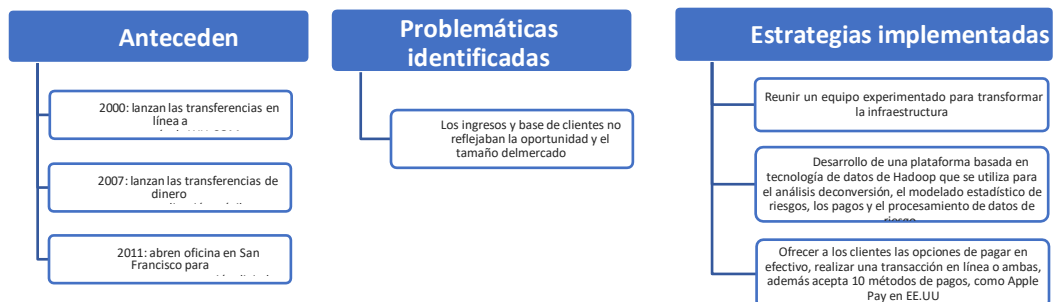 Anteceden
2000: lanzan las transferencias en
línea a
2007: lanzan las transferencias de
dinero
2011: abren oficina en San
Francisco para
Problemáticas
identificadas
Los ingresos y base de clientes no
reflejaban la oportunidad y el
tamaño delmercado
Estrategias implementadas
Reunir un equipo experimentado para transformar
la infraestructura
Desarrollo de una plataforma basada en
tecnología de datos de Hadoop que se utiliza para
el análisis deconversión, el modelado estadístico de
riesgos, los pagos y el procesamiento de datos de
riesgo
Ofrecer a los clientes las opciones de pagar en
efectivo, realizar una transacción en línea o ambas,
además acepta 10 métodos de pagos, como Apple
Pay en EE.UU